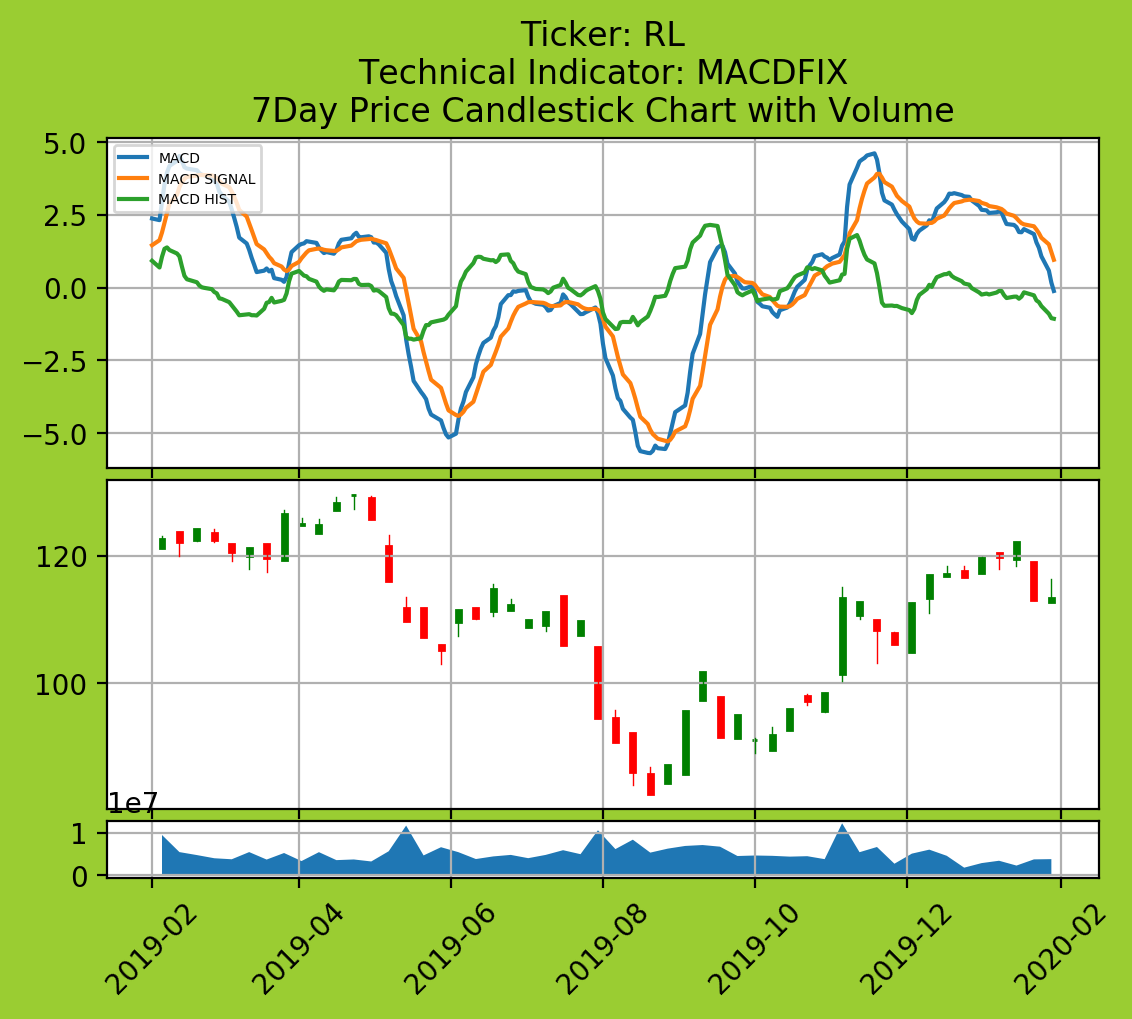 Ticker: RL
Technical Indicator: MACDFIX
7Day Price Candlestick Chart with Volume
5.0
MACD
MACD SIGNAL
MACD HIST
2.5
0.0
−2.5
−5.0
120
100
1e7
1
0
2019-02
2019-04
2019-06
2019-08
2019-10
2019-12
2020-02